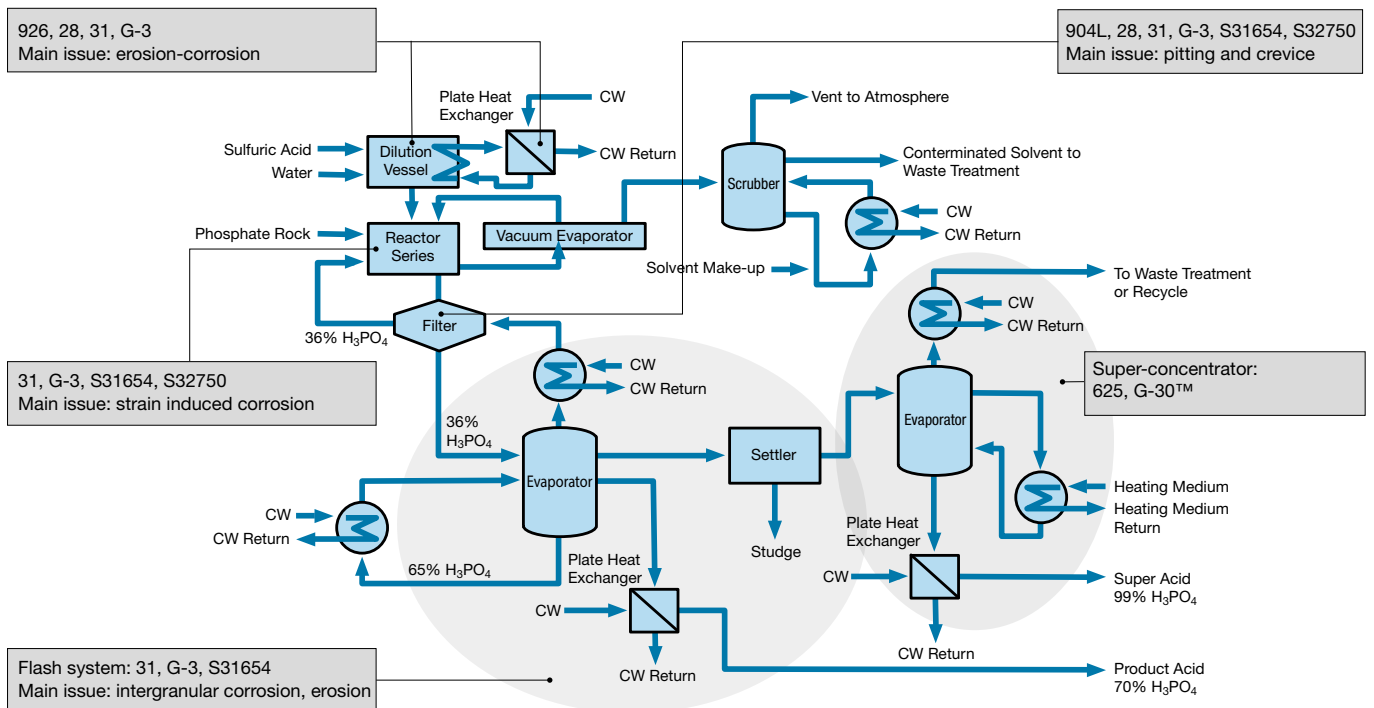 926, 28, 31, G-3
Main issue: erosion-corrosion
904L, 28, 31, G-3, S31654, S32750
Main issue: pitting and crevice
Plate Heat
Exchanger
CW
CW Return
Vent to Atmosphere
Sulfuric Acid
Water
Dilution
Vessel
Scrubber
Conterminated Solvent to
Waste Treatment
Phosphate Rock
Reactor
Series
Vacuum Evaporator
CW
CW Return
Solvent Make-up
To Waste Treatment
or Recycle
CW
CW Return
36% H₃PO₄
Filter
31, G-3, S31654, S32750
Main issue: strain induced corrosion
CW
CW Return
Super-concentrator:
625, G-30™
36%
H₃PO₄
Evaporator
Settler
Evaporator
CW
CW Return
65% H₃PO₄
Studge
Heating Medium
Heating Medium
Return
Plate Heat
Exchanger
Plate Heat
Exchanger
CW
CW
Super Acid
99% H₃PO₄
CW Return
CW Return
Product Acid
70% H₃PO₄
Flash system: 31, G-3, S31654
Main issue: intergranular corrosion, erosion